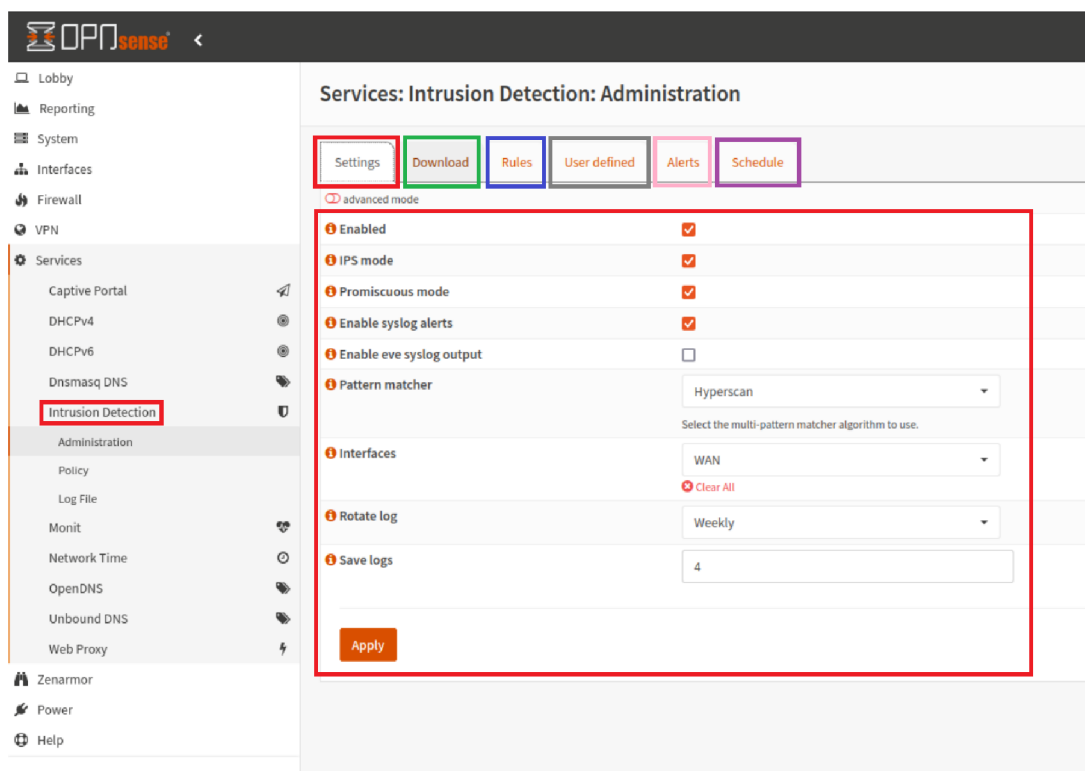 OPNsense
Lobby
Reporting
System
Interfaces
Firewall
VPN
Services
Captive Portal
DHCPv4
DHCPv6
Dnsmasq DNS
Intrusion Detection
Administration
Policy
Log File
Monit
Network Time
OpenDNS
Unbound DNS
Web Proxy
Zenarmor
Power
Help
Services: Intrusion Detection: Administration
Settings Download Rules User defined Alerts Schedule
advanced mode
Enabled
IPS mode
Promiscuous mode
Enable syslog alerts
Enable eve syslog output
Pattern matcher Hyperscan
Select the multi-pattern matcher algorithm to use.
Interfaces WAN
Clear All
Rotate log Weekly
Save logs 4
Apply